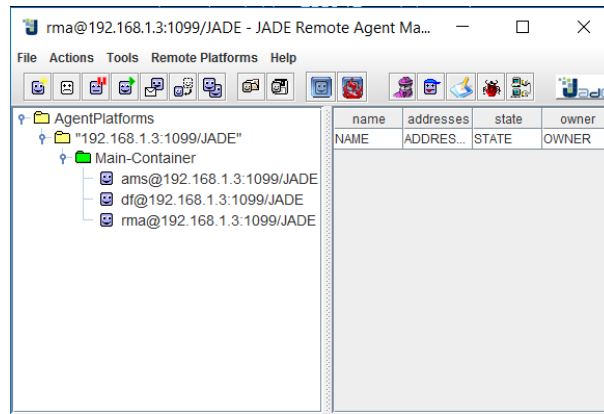 rma@192.168.1.3:1099/JADE - JADE Remote Agent Ma...
File Actions Tools Remote Platforms Help
Jade
AgentPlatforms
"192.168.1.3:1099/JADE"
Main-Container
ams@192.168.1.3:1099/JADE
df@192.168.1.3:1099/JADE
rma@192.168.1.3:1099/JADE
name addresses state owner
NAME ADDRES... STATE OWNER